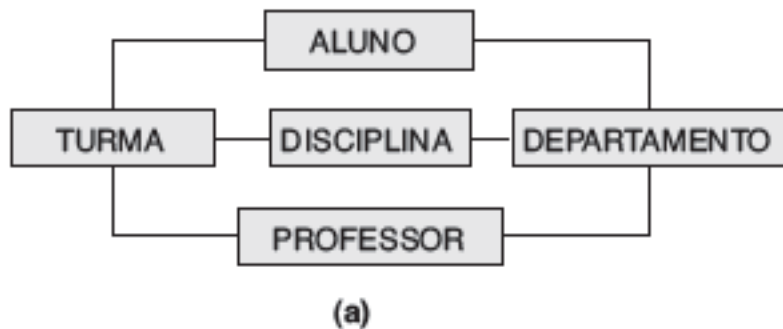 ALUNO
TURMA DISCIPLINA DEPARTAMENTO
PROFESSOR
(a)